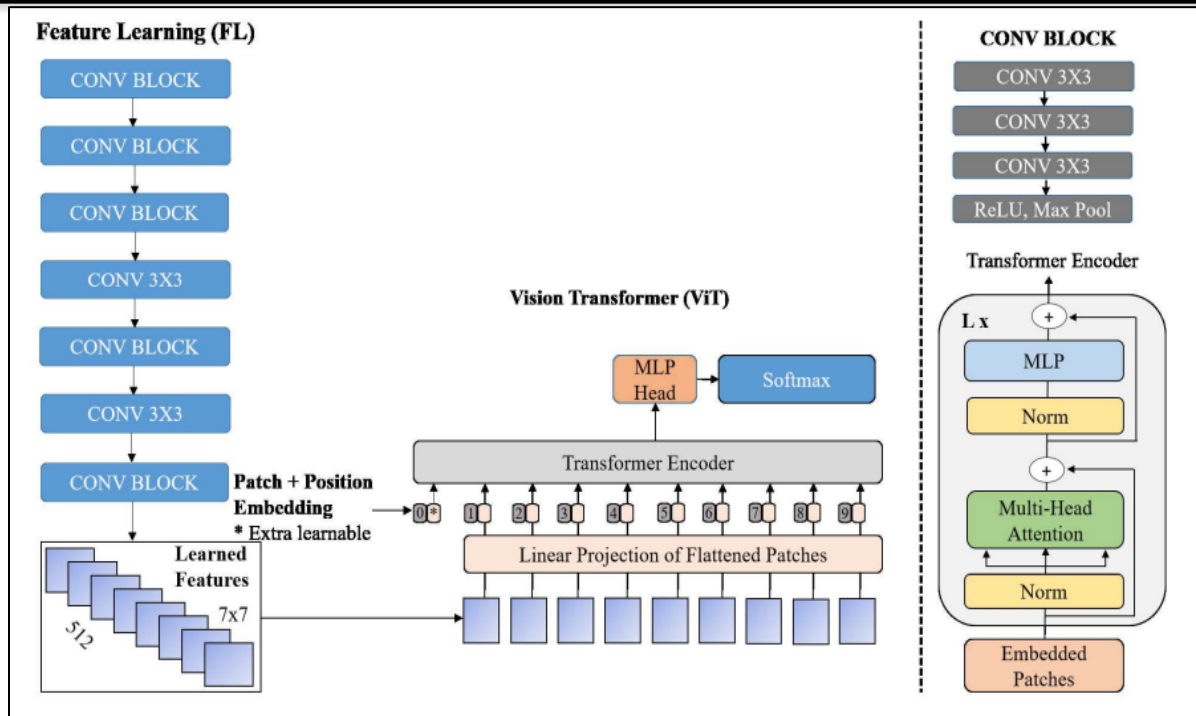 Feature Learning (FL)
CONV BLOCK
CONV BLOCK
CONV BLOCK
CONV 3X3
CONV BLOCK
CONV 3X3
CONV BLOCK
Learned
Features
7x7
512
Patch + Position
Embedding
* Extra learnable
Vision Transformer (ViT)
MLP
Head
Softmax
Transformer Encoder
0 * 1 2 3 4 5 6 7 8 9
Linear Projection of Flattened Patches
CONV BLOCK
CONV 3X3
CONV 3X3
CONV 3X3
ReLU, Max Pool
Transformer Encoder
L x
+
MLP
Norm
+
Multi-Head
Attention
Norm
Embedded
Patches